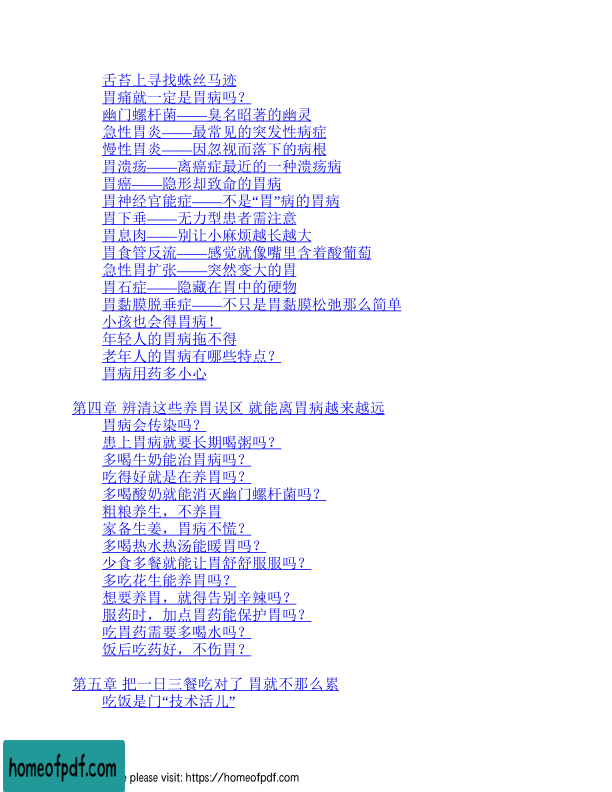 舌苔上寻找蛛丝马迹
胃痛就一定是胃病吗？
幽门螺杆菌——臭名昭著的幽灵
急性胃炎——最常见的突发性病症
慢性胃炎——因忽视而落下的病根
胃溃疡——离癌症最近的一种溃疡病
胃癌——隐形却致命的胃病
胃神经官能症——不是“胃”病的胃病
胃下垂——无力型患者需注意
胃息肉——别让小麻烦越长越大
胃食管反流——感觉就像嘴里含着酸葡萄
急性胃扩张——突然变大的胃
胃石症——隐藏在胃中的硬物
胃黏膜脱垂症——不只是胃黏膜松弛那么简单
小孩也会得胃病！
年轻人的胃病拖不得
老年人的胃病有哪些特点？
胃病用药多小心
第四章 辨清这些养胃误区 就能离胃病越来越远
胃病会传染吗？
患上胃病就要长期喝粥吗？
多喝牛奶能治胃病吗？
吃得好就是在养胃吗？
多喝酸奶就能消灭幽门螺杆菌吗？
粗粮养生，不养胃
家备生姜，胃病不慌？
多喝热水热汤能暖胃吗？
少食多餐就能让胃舒舒服服吗？
多吃花生能养胃吗？
想要养胃，就得告别辛辣吗？
服药时，加点胃药能保护胃吗？
吃胃药需要多喝水吗？
饭后吃药好，不伤胃？
第五章 把一日三餐吃对了 胃就不那么累
吃饭是门“技术活儿”
homeofpdf.com
e please visit: https://homeofpdf.com